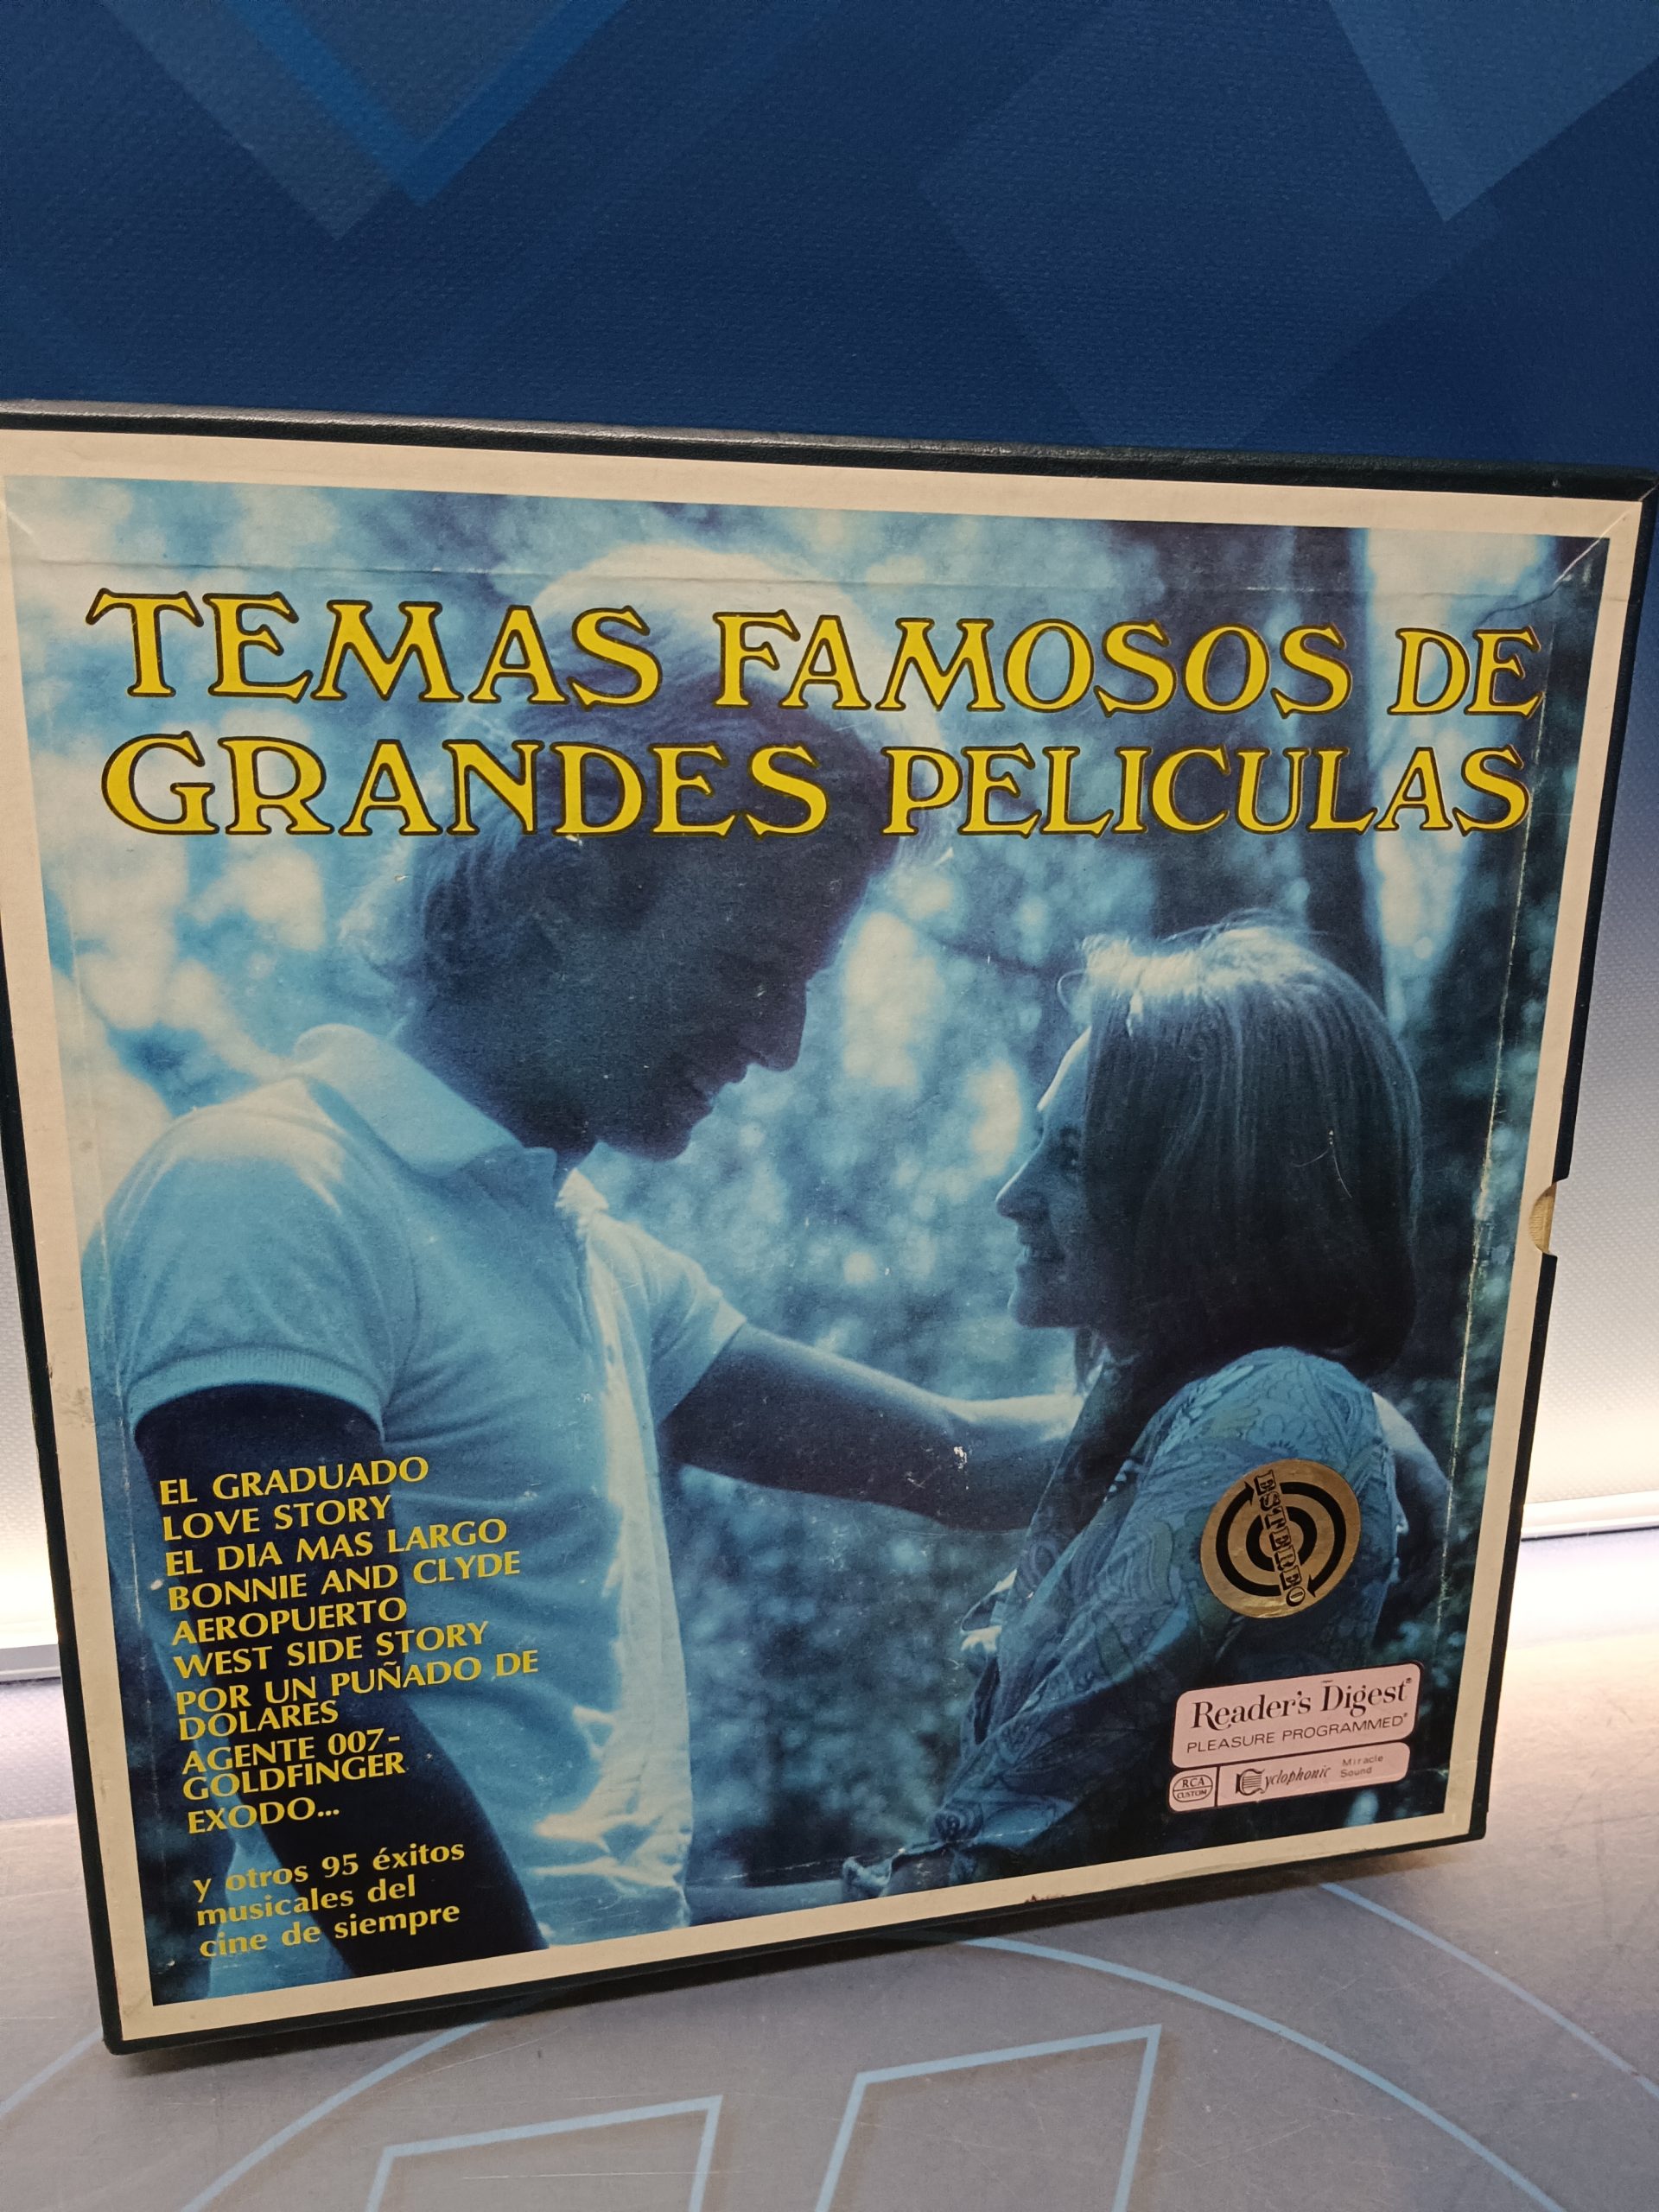 TEMAS FAMOSOS DE
GRANDES PELICULAS
EL GRADUADO
LOVE STORY
EL DIA MAS LARGO
BONNIE AND CLYDE
AEROPUERTO
WEST SIDE STORY
POR UN PUÑADO DE
DOLARES
AGENTE 007-
GOLDFINGER
EXODO...
y otros 95 éxitos
musicales del
cine de siempre
ESTEREO
Reader's Digest®
PLEASURE PROGRAMMED®
RCA
CUSTOM
Cyclophonic
Miracle
Sound